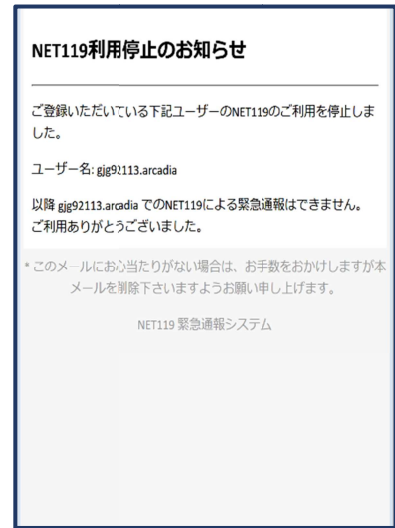 NET119利用停止のお知らせ
ご登録いただいている下記ユーザーのNET119のご利用を停止しま
した。
ユーザー名: gjg92113.arcadia
以降 gjg92113.arcadia でのNET119による緊急通報はできません。
ご利用ありがとうございました。
* このメールにお心当たりがない場合は、お手数をおかけしますが本
メールを削除下さいますようお願い申し上げます。
NET119 緊急通報システム